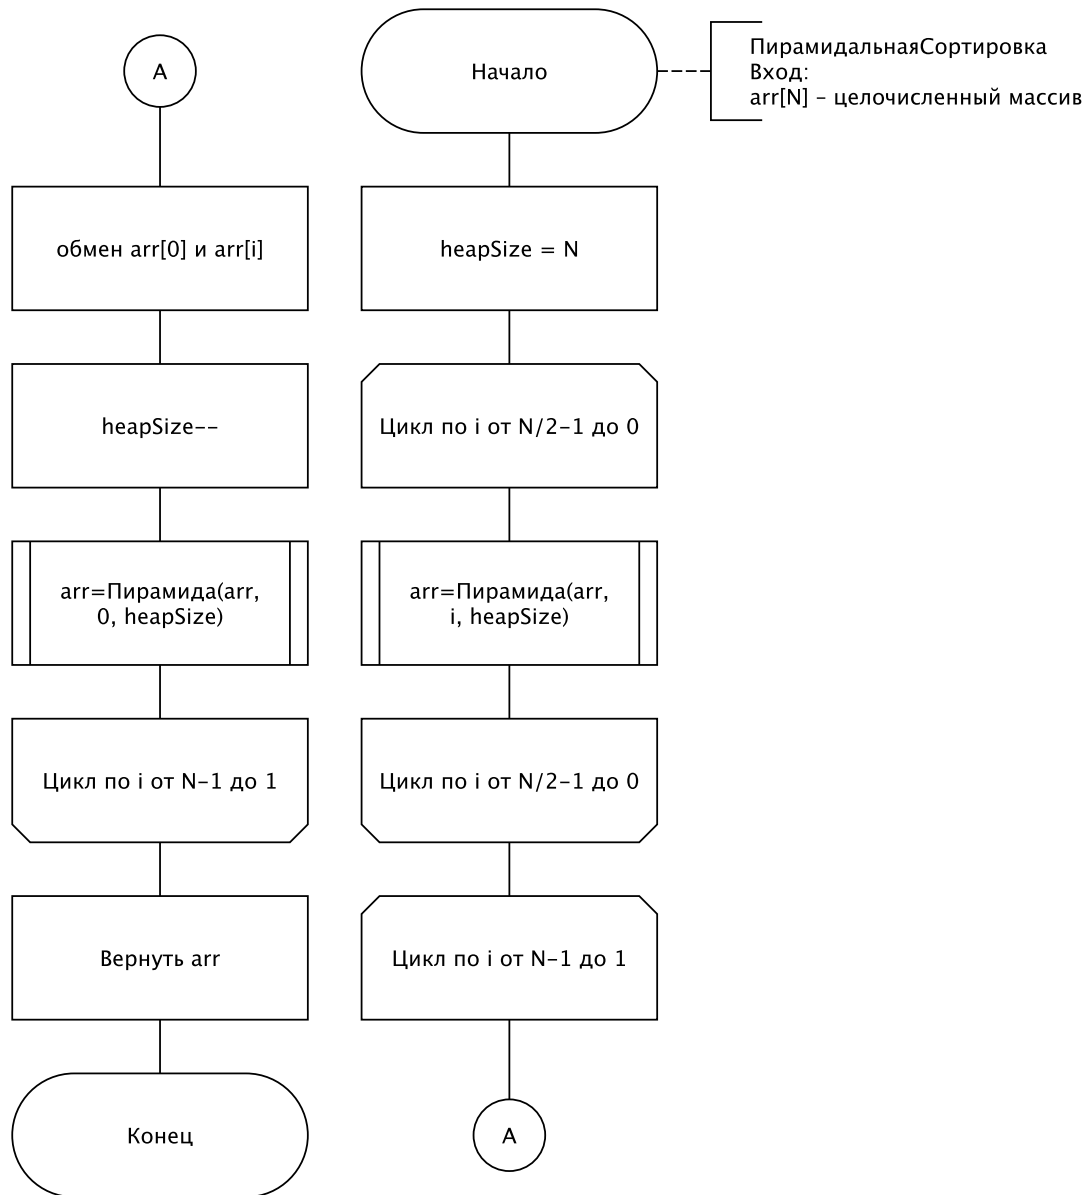 Начало
ПирамидальнаяСортировка
Вход:
arr[N] – целочисленный массив
heapSize = N
Цикл по i от N/2-1 до 0
arr=Пирамида(arr,
i, heapSize)
Цикл по i от N/2-1 до 0
Цикл по i от N-1 до 1
A
A
обмен arr[0] и arr[i]
heapSize--
arr=Пирамида(arr,
0, heapSize)
Цикл по i от N-1 до 1
Вернуть arr
Конец